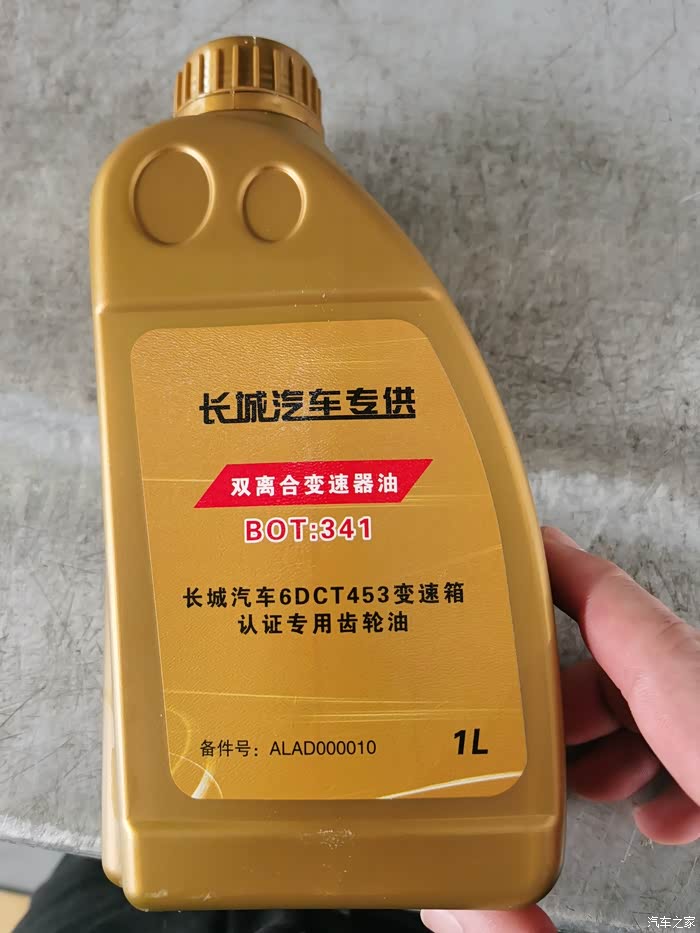 长城汽车专供
双离合变速器油
BOT:341
长城汽车6DCT453变速箱
认证专用齿轮油
备件号：ALAD000010
1L
汽车之家